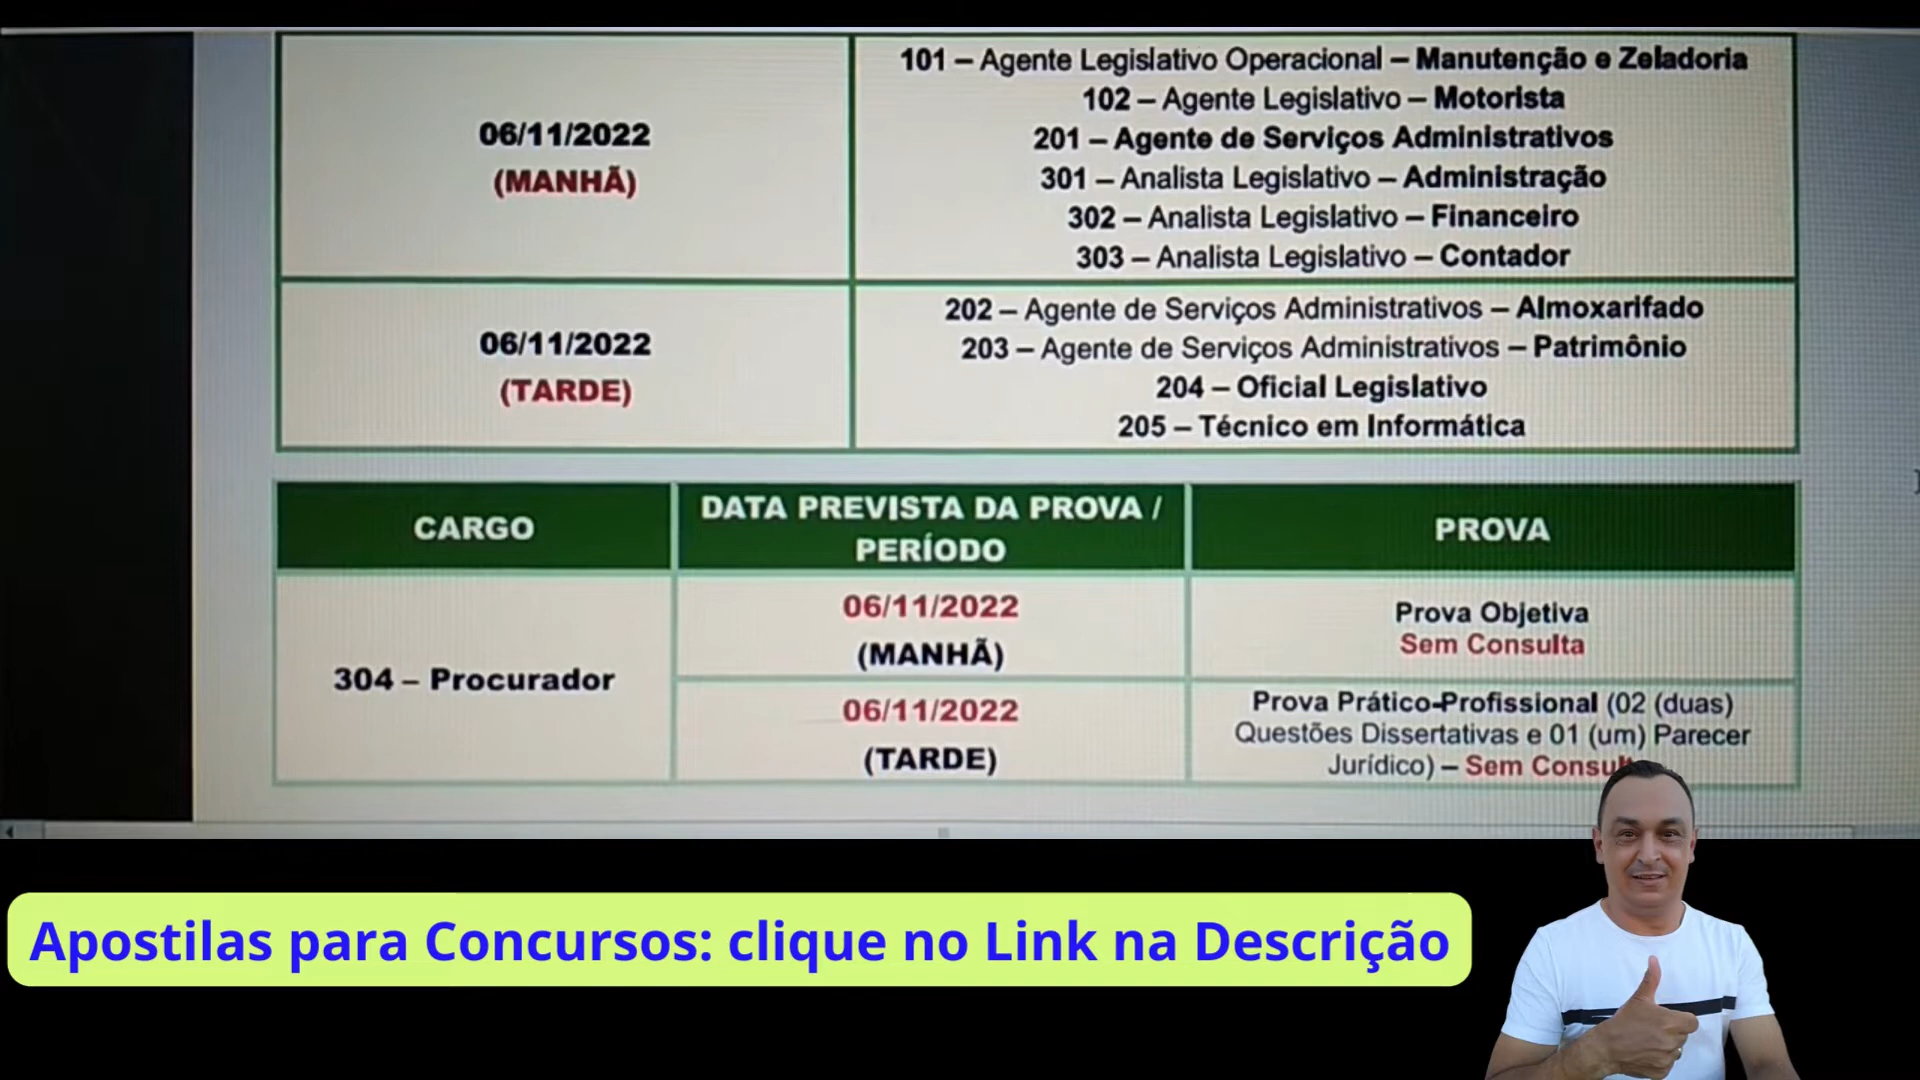 06/11/2022
(MANHÃ)
101 – Agente Legislativo Operacional – Manutenção e Zeladoria
102 – Agente Legislativo – Motorista
201 – Agente de Serviços Administrativos
301 – Analista Legislativo – Administração
302 – Analista Legislativo – Financeiro
303 – Analista Legislativo – Contador
06/11/2022
(TARDE)
202 – Agente de Serviços Administrativos – Almoxarifado
203 – Agente de Serviços Administrativos – Patrimônio
204 – Oficial Legislativo
205 – Técnico em Informática
CARGO
DATA PREVISTA DA PROVA /
PERÍODO
PROVA
304 – Procurador
06/11/2022
(MANHÃ)
Prova Objetiva
Sem Consulta
06/11/2022
(TARDE)
Prova Prático-Profissional (02 (duas)
Questões Dissertativas e 01 (um) Parecer
Jurídico) – Sem
Apostilas para Concursos: clique no Link na Descrição